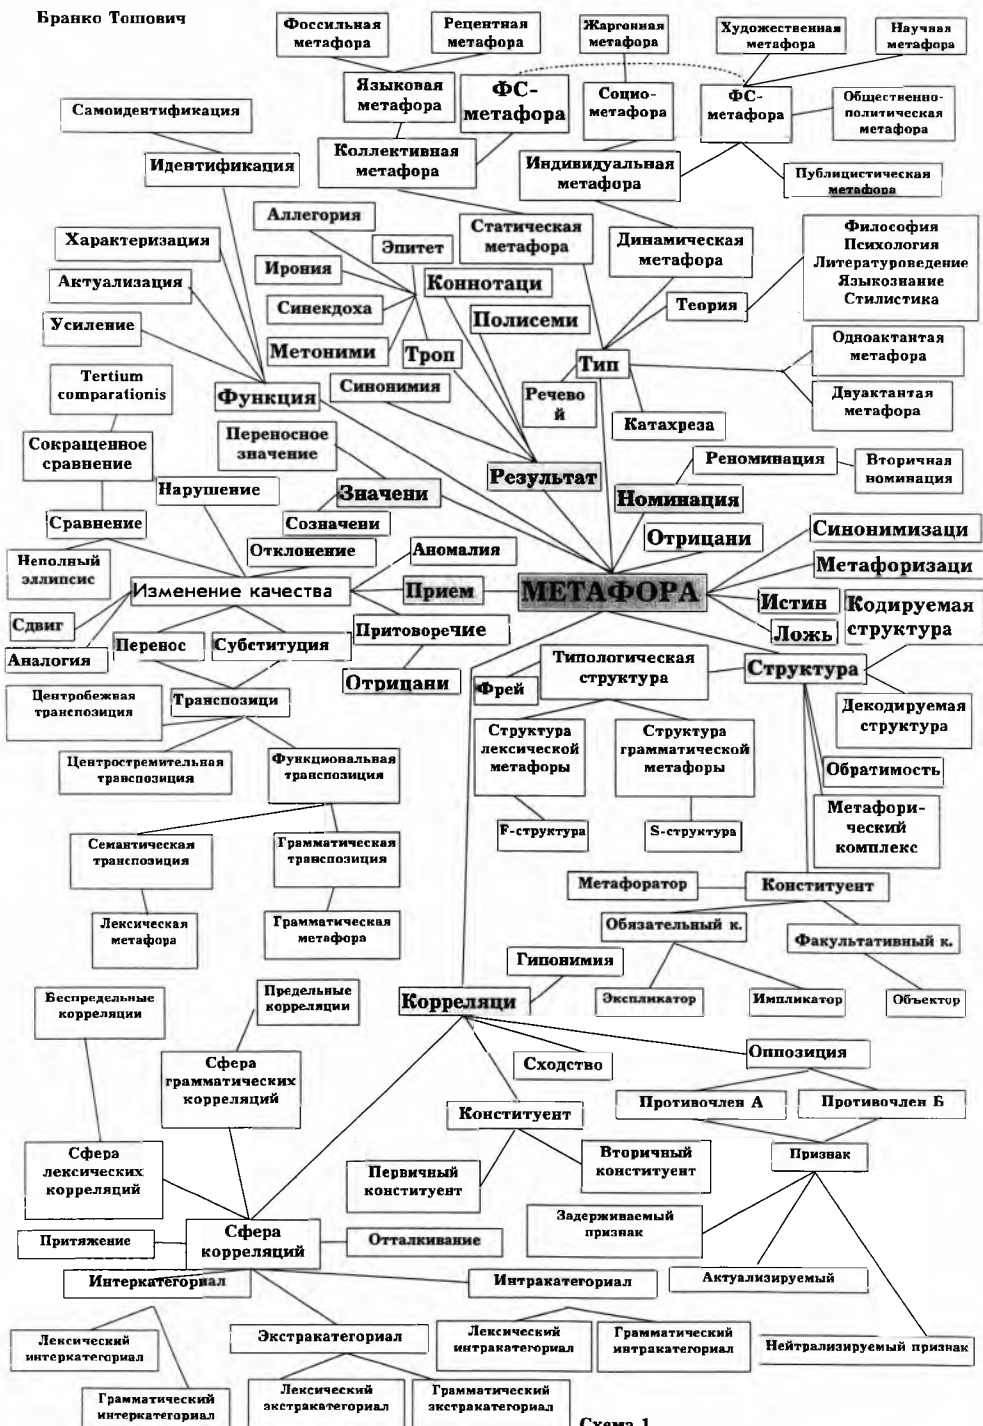 Бранко Тошович
Фоссильная
метафора
Рецентная
метафора
Жаргонная
метафора
Художественная
метафора
Научная
метафора
Языковая
метафора
ФС-
метафора
Социо-
метафора
ФС-
метафора
Общественно-
политическая
метафора
Самоидентификация
Идентификация
Коллективная
метафора
Индивидуальная
метафора
Публицистическая
метафора
Аллегория
Эпитет
Статическая
метафора
Динамическая
метафора
Философия
Психология
Литературоведение
Языкознание
Стилистика
Характеризация
Ирония
Коннотаци
Актуализация
Синекдоха
Полисеми
Теория
Усиление
Метоними
Троп
Тип
Одноактантая
метафора
Tertium
comparationis
Функция
Синонимия
Речево
й
Двуактантая
метафора
Катахреза
Сокращенное
сравнение
Переносное
значение
Результат
Реноминация
Вторичная
номинация
Нарушение
Значени
Номинация
Сравнение
Созначени
Отрицани
Синонимизаци
Неполный
эллипсис
Отклонение
Аномалия
Метафоризаци
Изменение качества
Прием
МЕТАФОРА
Истин
Кодируемая
структура
Сдвиг
Перенос
Субституция
Притоворечие
Ложь
Аналогия
Отрицани
Фрей
Типологическая
структура
Структура
Центробежная
транспозиция
Транспозици
Декодируемая
структура
Структура
лексической
метафоры
Структура
грамматической
метафоры
Центростремительная
транспозиция
Функциональная
транспозиция
Обратимость
Метафори-
ческий
комплекс
F-структура
S-структура
Семантическая
транспозиция
Грамматическая
транспозиция
Метафоратор
Конституент
Лексическая
метафора
Грамматическая
метафора
Обязательный к.
Факультативный к.
Гипонимия
Беспредельные
корреляции
Предельные
корреляции
Корреляци
Экспликатор
Импликатор
Объектор
Сфера
грамматических
корреляций
Сходство
Оппозиция
Конституент
Противочлен А
Противочлен Б
Сфера
лексических
корреляций
Первичный
конституент
Вторичный
конституент
Признак
Притяжение
Сфера
корреляций
Отталкивание
Задерживаемый
признак
Интеркатегориал
Интракатегориал
Актуализируемый
Лексический
интеркатегориал
Экстракатегориал
Лексический
интракатегориал
Грамматический
интракатегориал
Нейтрализируемый признак
Грамматический
интеркатегориал
Лексический
экстракатегориал
Грамматический
экстракатегориал
Схема 1